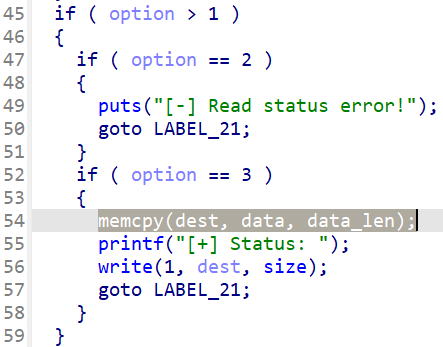 45 if ( option > 1 )
46 {
47 if ( option == 2 )
48 {
49 puts("[-] Read status error!");
50 goto LABEL_21;
51 }
52 if ( option == 3 )
53 {
54 memcpy(dest, data, data_len);
55 printf("[+] Status: ");
56 write(1, dest, size);
57 goto LABEL_21;
58 }
59 }